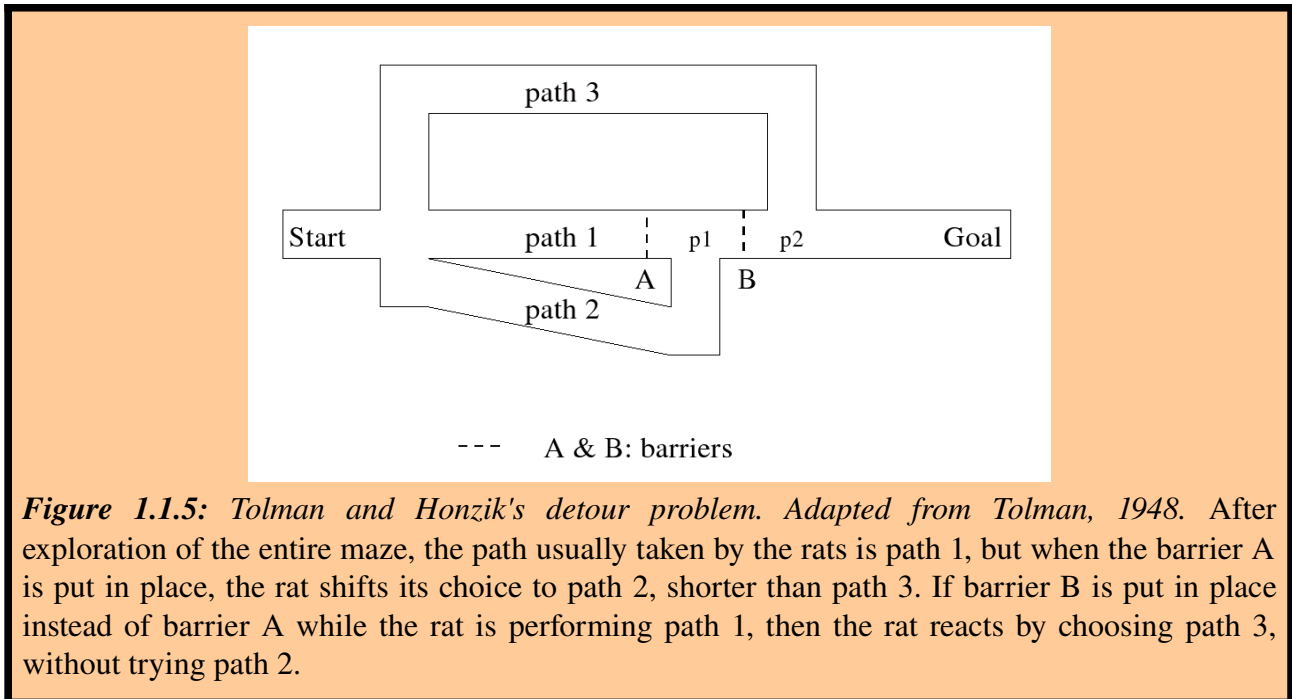 path 3
Start
path 1
p1
p2
Goal
A
B
path 2
A & B: barriers
Figure 1.1.5: Tolman and Honzik's detour problem. Adapted from Tolman, 1948. After
exploration of the entire maze, the path usually taken by the rats is path 1, but when the barrier A
is put in place, the rat shifts its choice to path 2, shorter than path 3. If barrier B is put in place
instead of barrier A while the rat is performing path 1, then the rat reacts by choosing path 3,
without trying path 2.